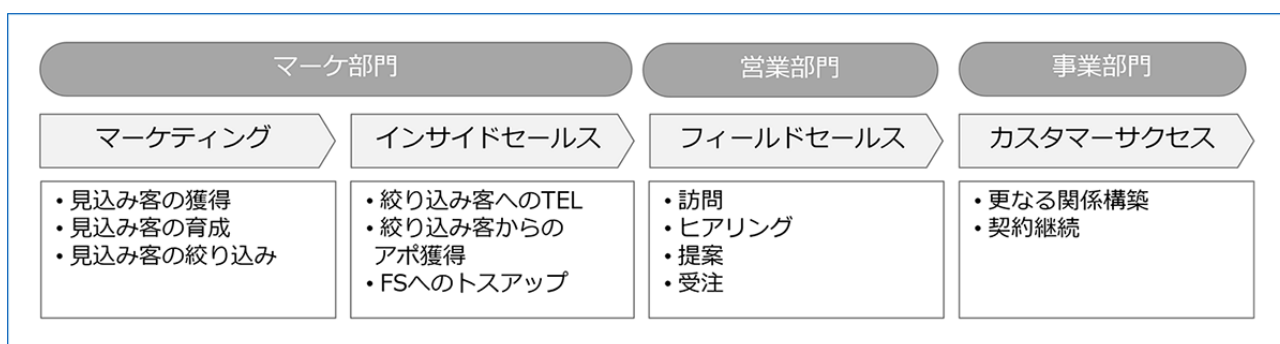 マーケ部門
営業部門
事業部門
マーケティング
インサイドセールス
フィールドセールス
カスタマーサクセス
• 見込み客の獲得
• 見込み客の育成
• 見込み客の絞り込み
• 絞り込み客へのTEL
• 絞り込み客からの
アポ獲得
• FSへのトスアップ
• 訪問
• ヒアリング
• 提案
• 受注
• 更なる関係構築
• 契約継続